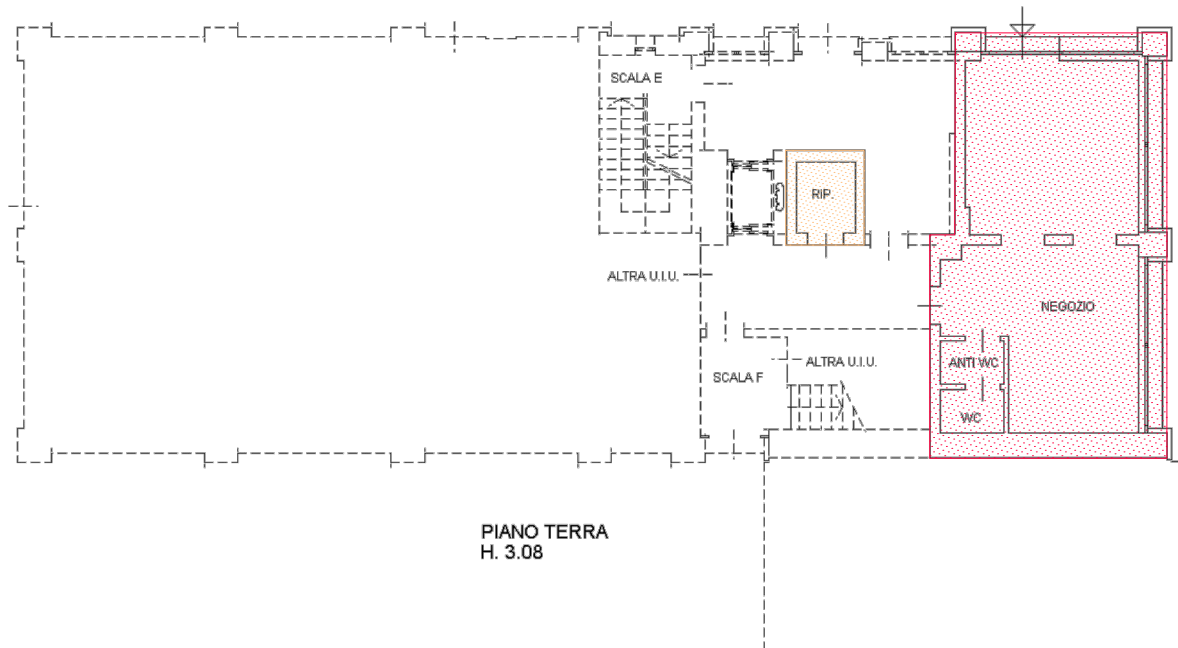 SCALA E
RIP.
ALTRA U.I.U.
NEGOZIO
ANTI WC
ALTRA U.I.U.
SCALA F
WC
PIANO TERRA
H. 3.08